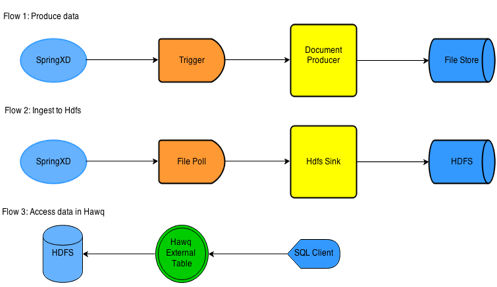 Flow 1: Produce data
SpringXD
Trigger
Document
Producer
File Store
Flow 2: Ingest to Hdfs
SpringXD
File Poll
Hdfs Sink
HDFS
Flow 3: Access data in Hawq
HDFS
Hawq
External
Table
SQL Client